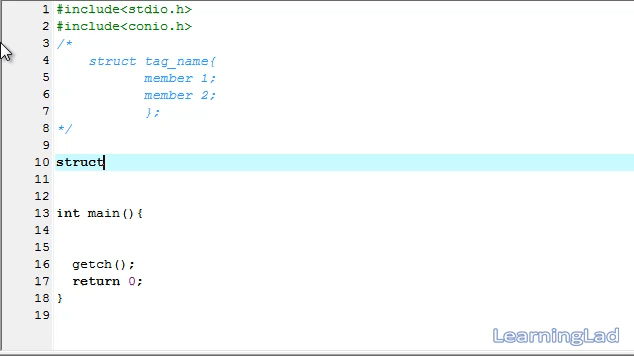 1 #include<stdio.h>
2 #include<conio.h>
3 /*
4 struct tag_name{
5 member 1;
6 member 2;
7 };
8 */
9
10 struct
11
12
13 int main(){
14
15
16 getch();
17 return 0;
18 }
19
LearningLad